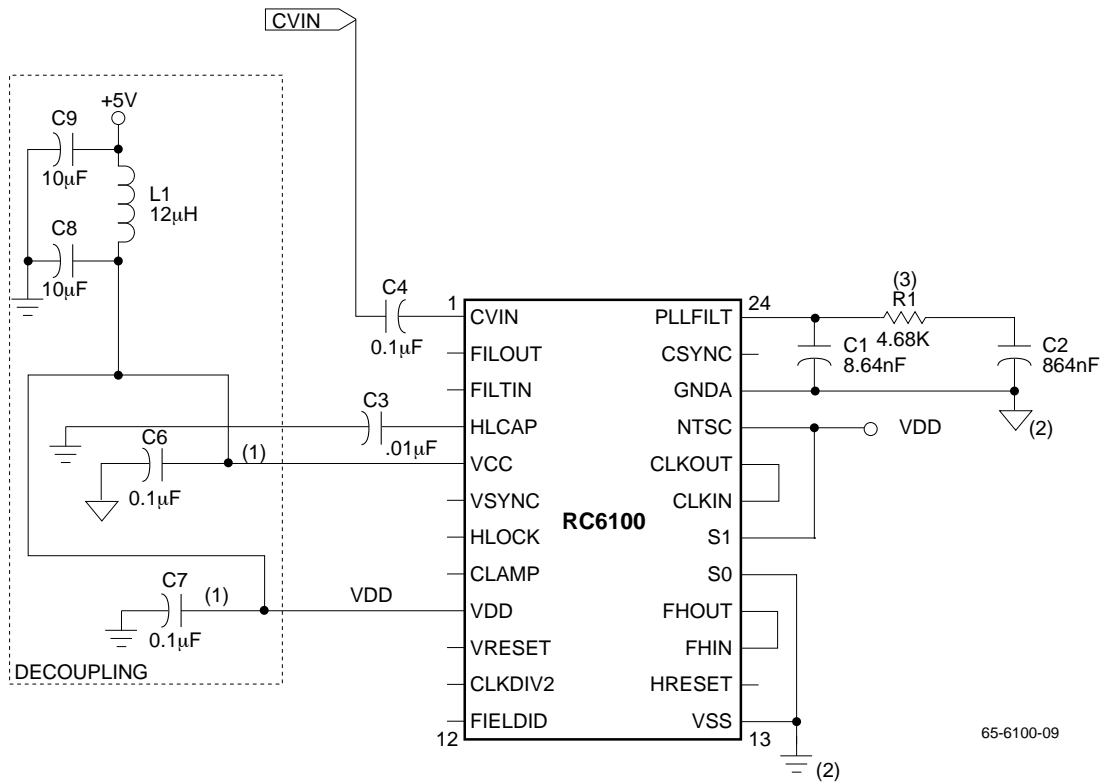 CVIN
+5V
C9
10µF
L1
12µH
C8
10µF
C4
0.1µF
C3
.01µF
C6
0.1µF
(1)
C7
0.1µF
(1)
VDD
DECOUPLING
1
CVIN
FILOUT
FILTIN
HLCAP
VCC
VSYNC
HLOCK
CLAMP
VDD
VRESET
CLKDIV2
FIELDID
12
RC6100
24
PLLFILT
CSYNC
GNDA
NTSC
CLKOUT
CLKIN
S1
S0
FHOUT
FHIN
HRESET
VSS
13
(3)
R1
4.68K
C1
8.64nF
C2
864nF
(2)
VDD
(2)
65-6100-09